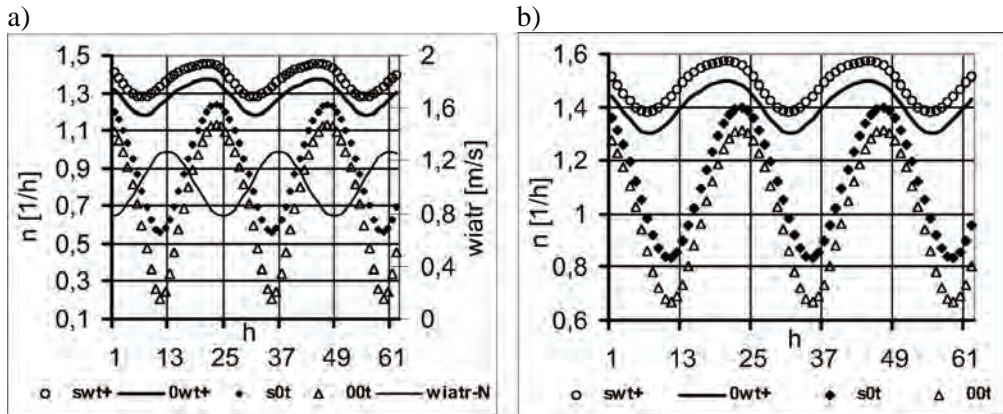 a)
b)
1,5
1,3
1,1
0,9
0,7
0,5
0,3
0,1
n [1/h]
2
1,6
1,2
0,8
0,4
0
wiatr [m/s]
h
1 13 25 37 49 61
swt+ 0wt+ s0t 00t wiatr-N
1,6
1,4
1,2
1
0,8
0,6
n [1/h]
h
1 13 25 37 49 61
swt+ 0wt+ s0t 00t